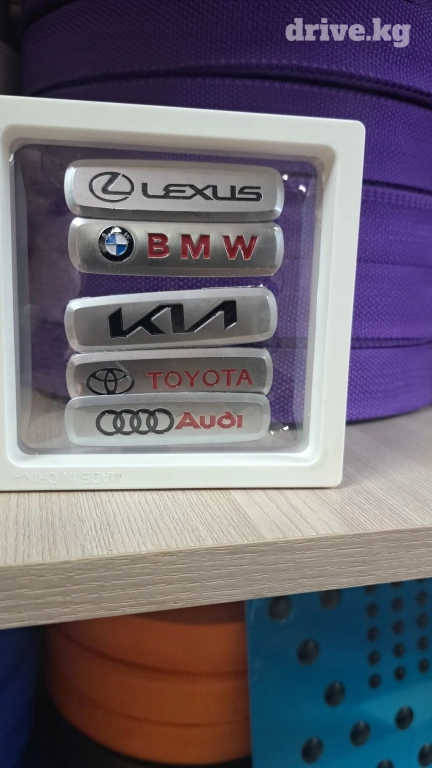 drive.kg
LEXUS
BMW
KIA
TOYOTA
Audi
MADE IN CHINA